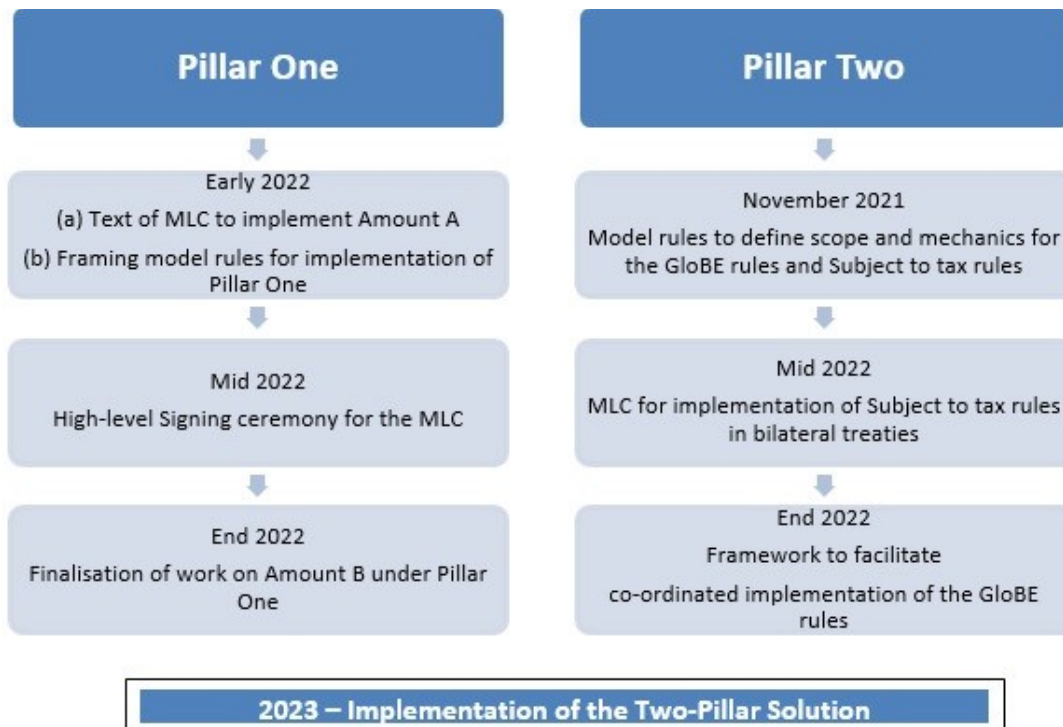 Pillar One
Early 2022
(a) Text of MLC to implement Amount A
(b) Framing model rules for implementation of
Pillar One
Mid 2022
High-level Signing ceremony for the MLC
End 2022
Finalisation of work on Amount B under Pillar
One
Pillar Two
November 2021
Model rules to define scope and mechanics for
the GloBE rules and Subject to tax rules
Mid 2022
MLC for implementation of Subject to tax rules
in bilateral treaties
End 2022
Framework to facilitate
co-ordinated implementation of the GloBE
rules
2023 – Implementation of the Two-Pillar Solution